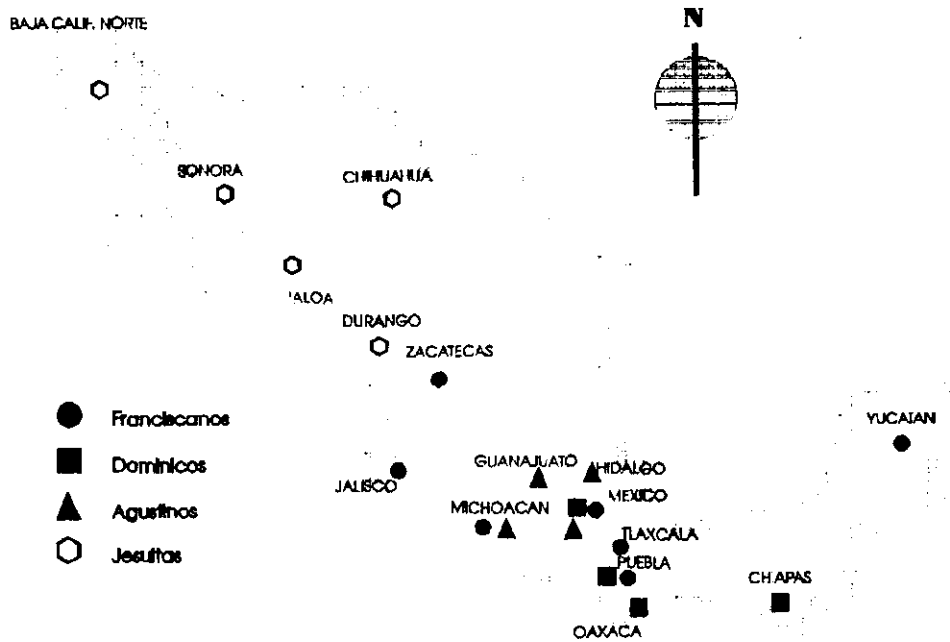 BAJA CALIF. NORTE
N
SONORA
CHIHUAHUA
DURANGO
ZACATECAS
Franciscanos
YUCATAN
Dominicos
GUANAJUATO
HIDALGO
JALISCO
Agustinos
MICHOACAN
MEXICO
TLAXCALA
Jesuitas
PUEBLA
CHIAPAS
OAXACA